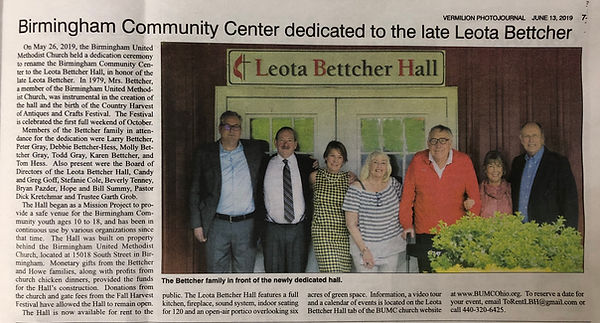 VERMILION PHOTOJOURNAL JUNE 13, 2019 7
Birmingham Community Center dedicated to the late Leota Bettcher
On May 26, 2019, the Birmingham United
Methodist Church held a dedication ceremony
to rename the Birmingham Community Cen-
ter to the Leota Bettcher Hall, in honor of the
late Leota Bettcher. In 1979, Mrs. Bettcher,
a member of the Birmingham United Method-
ist Church, was instrumental in the creation of
the hall and the birth of the Country Harvest
of Antiques and Crafts Festival. The Festival
is celebrated the first full weekend of October.
Members of the Bettcher family in atten-
dance for the dedication were Larry Bettcher,
Peter Gray, Debbie Bettcher-Hess, Molly Bet-
tcher Gray, Todd Gray, Karen Bettcher, and
Tom Hess. Also present were the Board of
Directors of the Leota Bettcher Hall, Candy
and Greg Goff, Stefanie Cole, Beverly Tenney,
Bryan Pazder, Hope and Bill Summy, Pastor
Dick Kretchmar and Trustee Garth Grob.
The Hall began as a Mission Project to pro-
vide a safe venue for the Birmingham Com-
munity youth ages 10 to 18, and has been in
continuous use by various organizations since
that time. The Hall was built on property
behind the Birmingham United Methodist
Church, located at 15018 South Street in Bir-
mingham. Monetary gifts from the Bettcher
and Howe families, along with profits from
church chicken dinners, provided the funds
for the Hall's construction. Donations from
the church and gate fees from the Fall Harvest
Festival have allowed the Hall to remain open.
The Hall is now available for rent to the
Leota Bettcher Hall
The Bettcher family in front of the newly dedicated hall.
public. The Leota Bettcher Hall features a full
kitchen, fireplace, sound system, indoor seating
for 120 and an open-air portico overlooking six
acres of green space. Information, a video tour
and a calendar of events is located on the Leota
Bettcher Hall tab of the BUMC church website
at www.BUMCOhio.org. To reserve a date for
your event, email ToRentLBH@gmail.com or
call 440-320-6425.